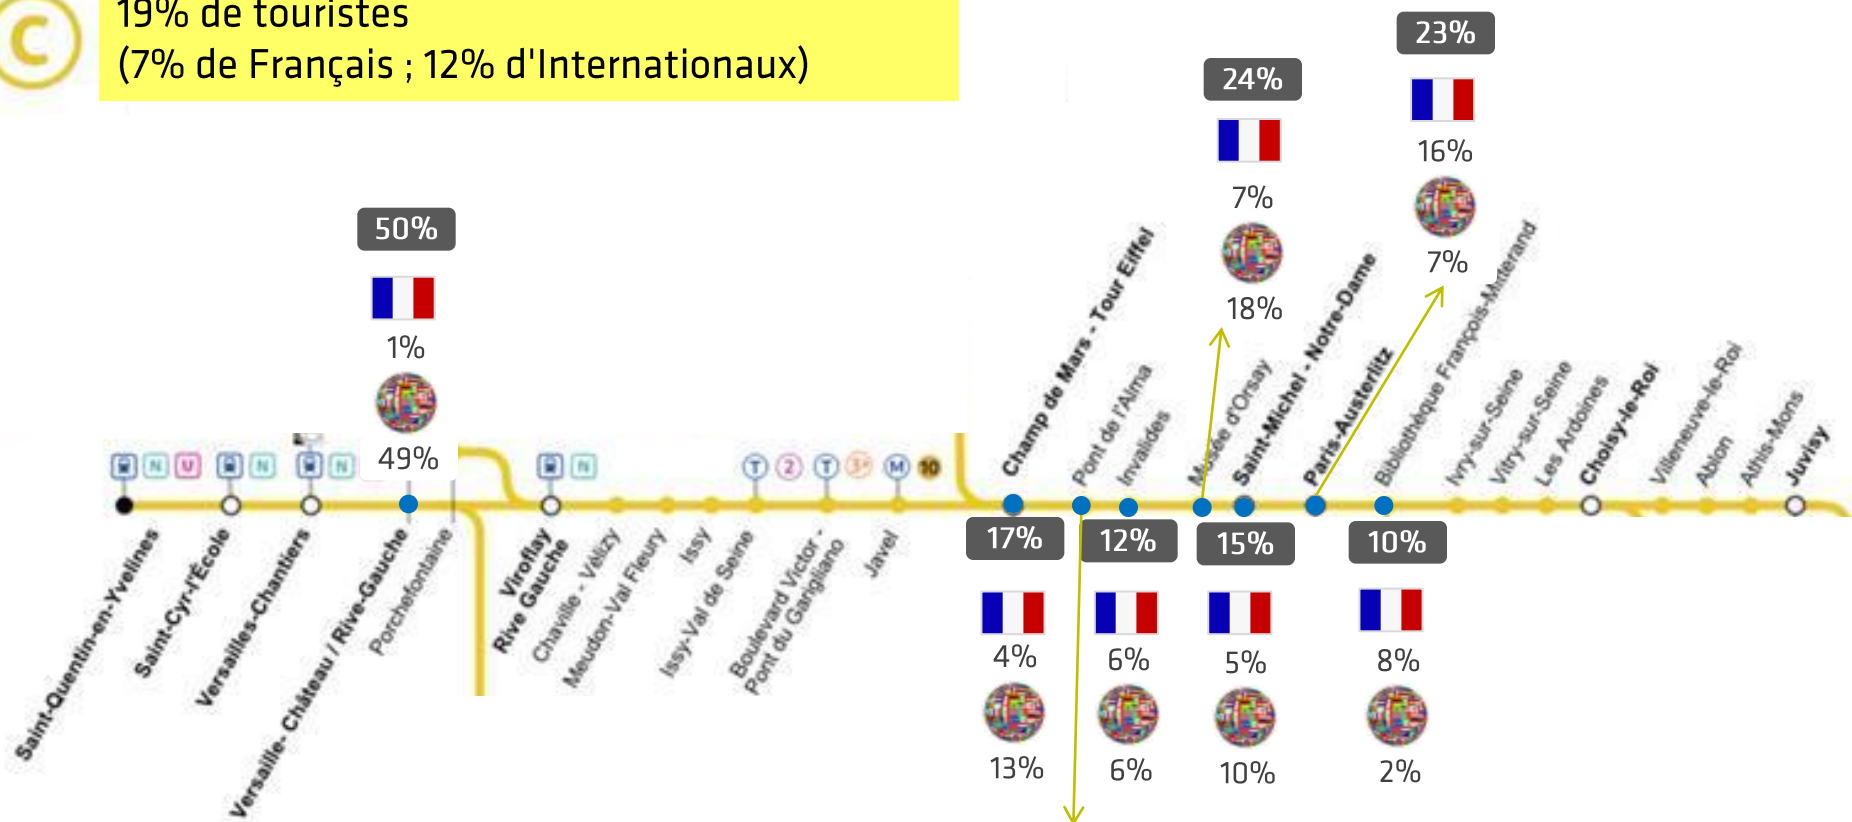 C
19% de touristes
(7% de Français ; 12% d'Internationaux)
50%
1%
49%
24%
7%
18%
23%
16%
7%
N U
N
N
N
T 2 T 3ª M 10
Saint-Quentin-en-Yvelines
Saint-Cyr-l'École
Versailles-Chantiers
Versaille- Château / Rive-Gauche
Porchefontaine
Viroflay
Rive Gauche
Chaville - Vélizy
Meudon-Val Fleury
Issy
Issy-Val de Seine
Boulevard Victor -
Pont du Gangliano
Javel
Champ de Mars - Tour Eiffel
Pont de l'Alma
Invalides
Musée d'Orsay
Saint-Michel - Notre-Dame
Paris-Austerlitz
Bibliothèque François-Mitterand
Ivry-sur-Seine
Vitry-sur-Seine
Les Ardoines
Choisy-le-Roi
Villeneuve-le-Roi
Ablon
Athis-Mons
Juvisy
17%
4%
13%
12%
6%
6%
15%
5%
10%
10%
8%
2%